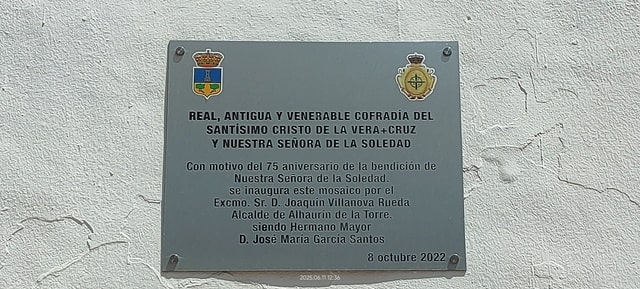 REAL, ANTIGUA Y VENERABLE COFRADÍA DEL
SANTÍSIMO CRISTO DE LA VERA+CRUZ
Y NUESTRA SEÑORA DE LA SOLEDAD
Con motivo del 75 aniversario de la bendición de
Nuestra Señora de la Soledad.
se inaugura este mosaico por el
Excmo. Sr. D. Joaquín Villanova Rueda
Alcalde de Alhaurín de la Torre.
siendo Hermano Mayor
D. José María García Santos
8 octubre 2022
2025.06.11 12:36